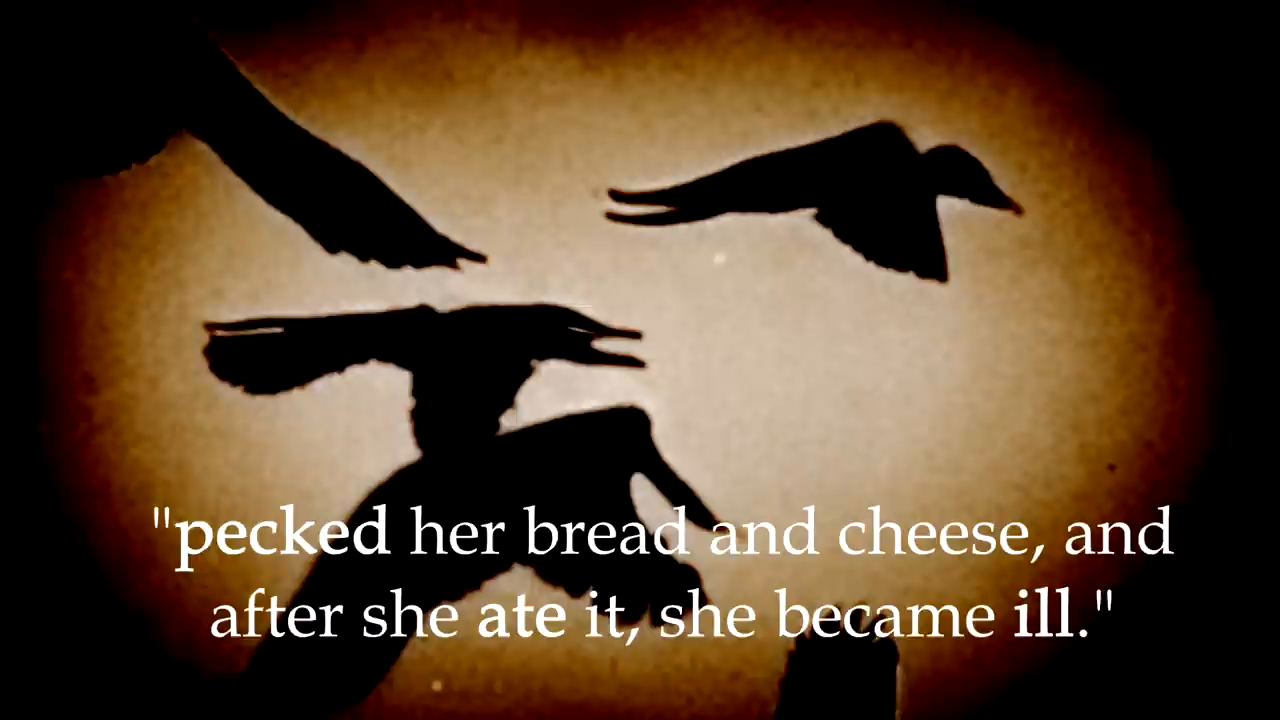 "pecked her bread and cheese, and
after she ate it, she became ill."